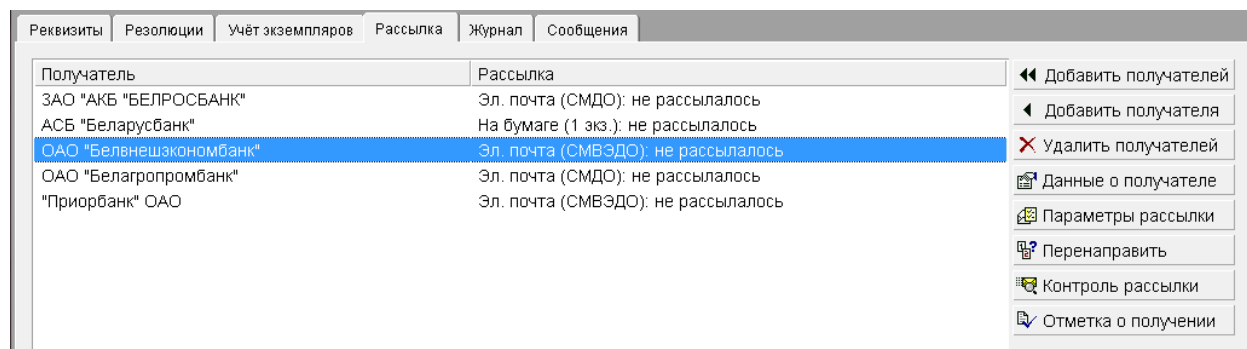 Реквизиты Резолюции Учёт экземпляров Рассылка Журнал Сообщения
Получатель Рассылка
ЗАО "АКБ "БЕЛРОСБАНК" Эл. почта (СМДО): не рассылалось
АСБ "Беларусбанк" На бумаге (1 экз.): не рассылалось
ОАО "Белвнешэкономбанк" Эл. почта (СМВЭДО): не рассылалось
ОАО "Белагропромбанк" Эл. почта (СМДО): не рассылалось
"Приорбанк" ОАО Эл. почта (СМВЭДО): не рассылалось
Добавить получателей
Добавить получателя
Удалить получателей
Данные о получателе
Параметры рассылки
Перенаправить
Контроль рассылки
Отметка о получении